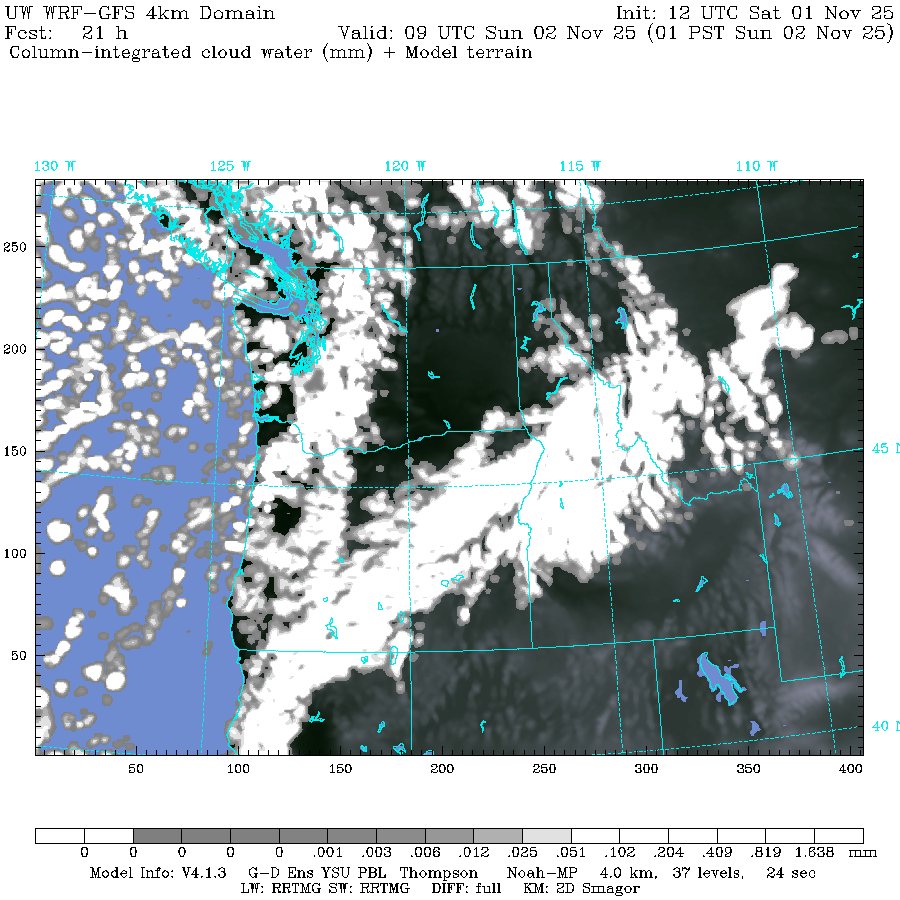 UW WRF-GFS 4km Domain Init: 12 UTC Sat 01 Nov 25
Fcst: 21 h Valid: 09 UTC Sun 02 Nov 25 (01 PST Sun 02 Nov 25)
Column-integrated cloud water (mm) + Model terrain
130 W 125 W 120 W 115 W 110 W
250
200
150 45 N
100
50
40 N
50 100 150 200 250 300 350 400
0 0 0 0 0 .001 .003 .006 .012 .025 .051 .102 .204 .409 .819 1.638 mm
Model Info: V4.1.3 G-D Ens YSU PBL Thompson Noah-MP 4.0 km, 37 levels, 24 sec
LW: RRTMG SW: RRTMG DIFF: full KM: 2D Smagor